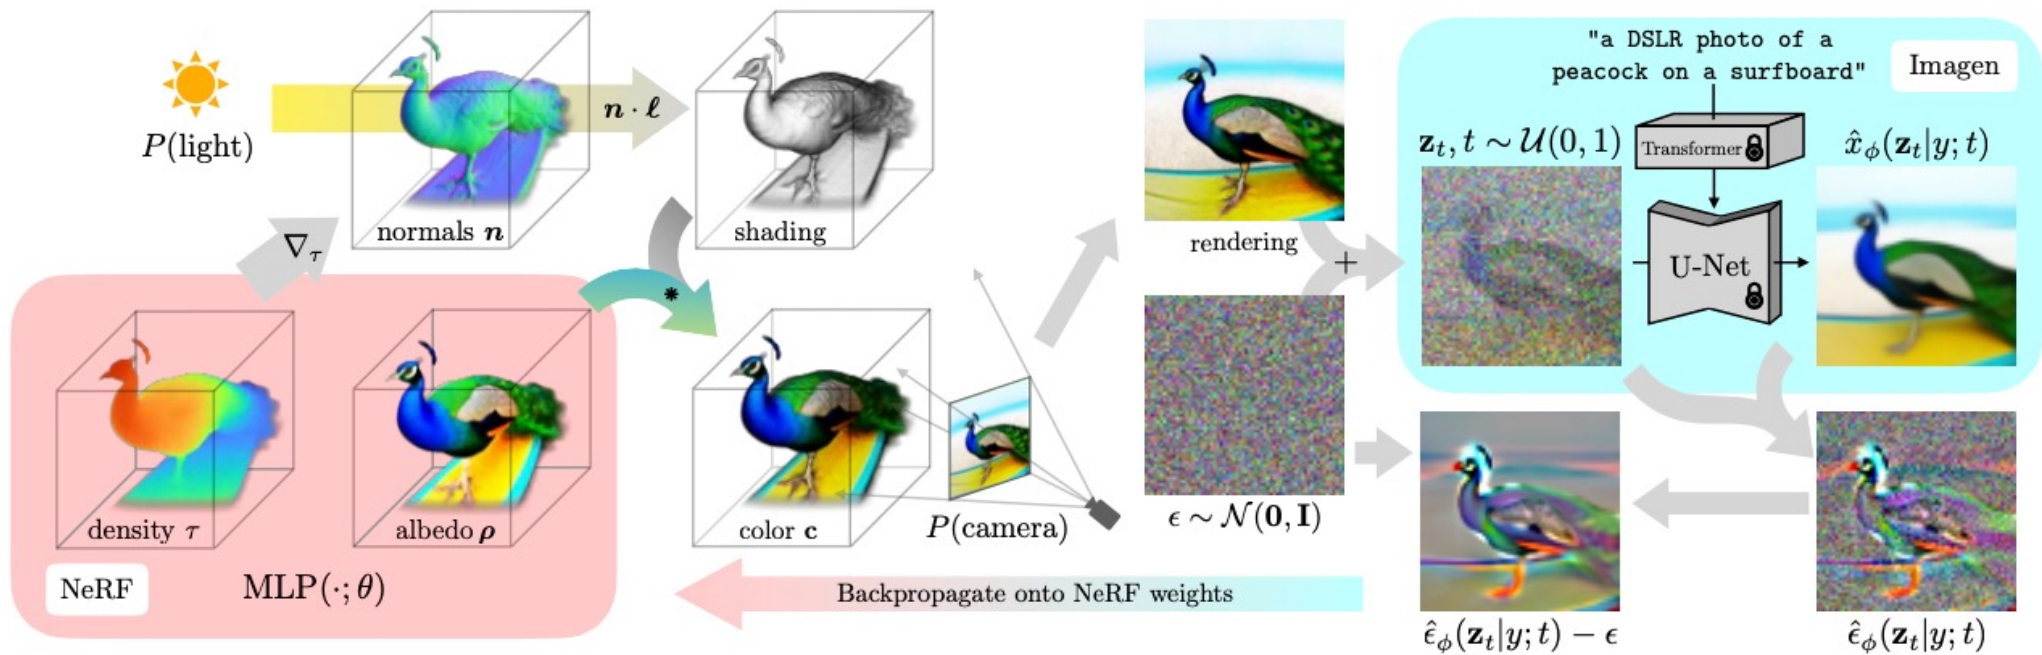 P(light)
∇τ
normals n
n · ℓ
shading
density τ
albedo ρ
NeRF
MLP(·; θ)
*
color c
P(camera)
Backpropagate onto NeRF weights
rendering
+
ϵ ∼ N(0, I)
"a DSLR photo of a
peacock on a surfboard"
Imagen
z_t, t ∼ U(0, 1)
Transformer
U-Net
x̂_ϕ(z_t|y; t)
ϵ̂_ϕ(z_t|y; t) − ϵ
ϵ̂_ϕ(z_t|y; t)